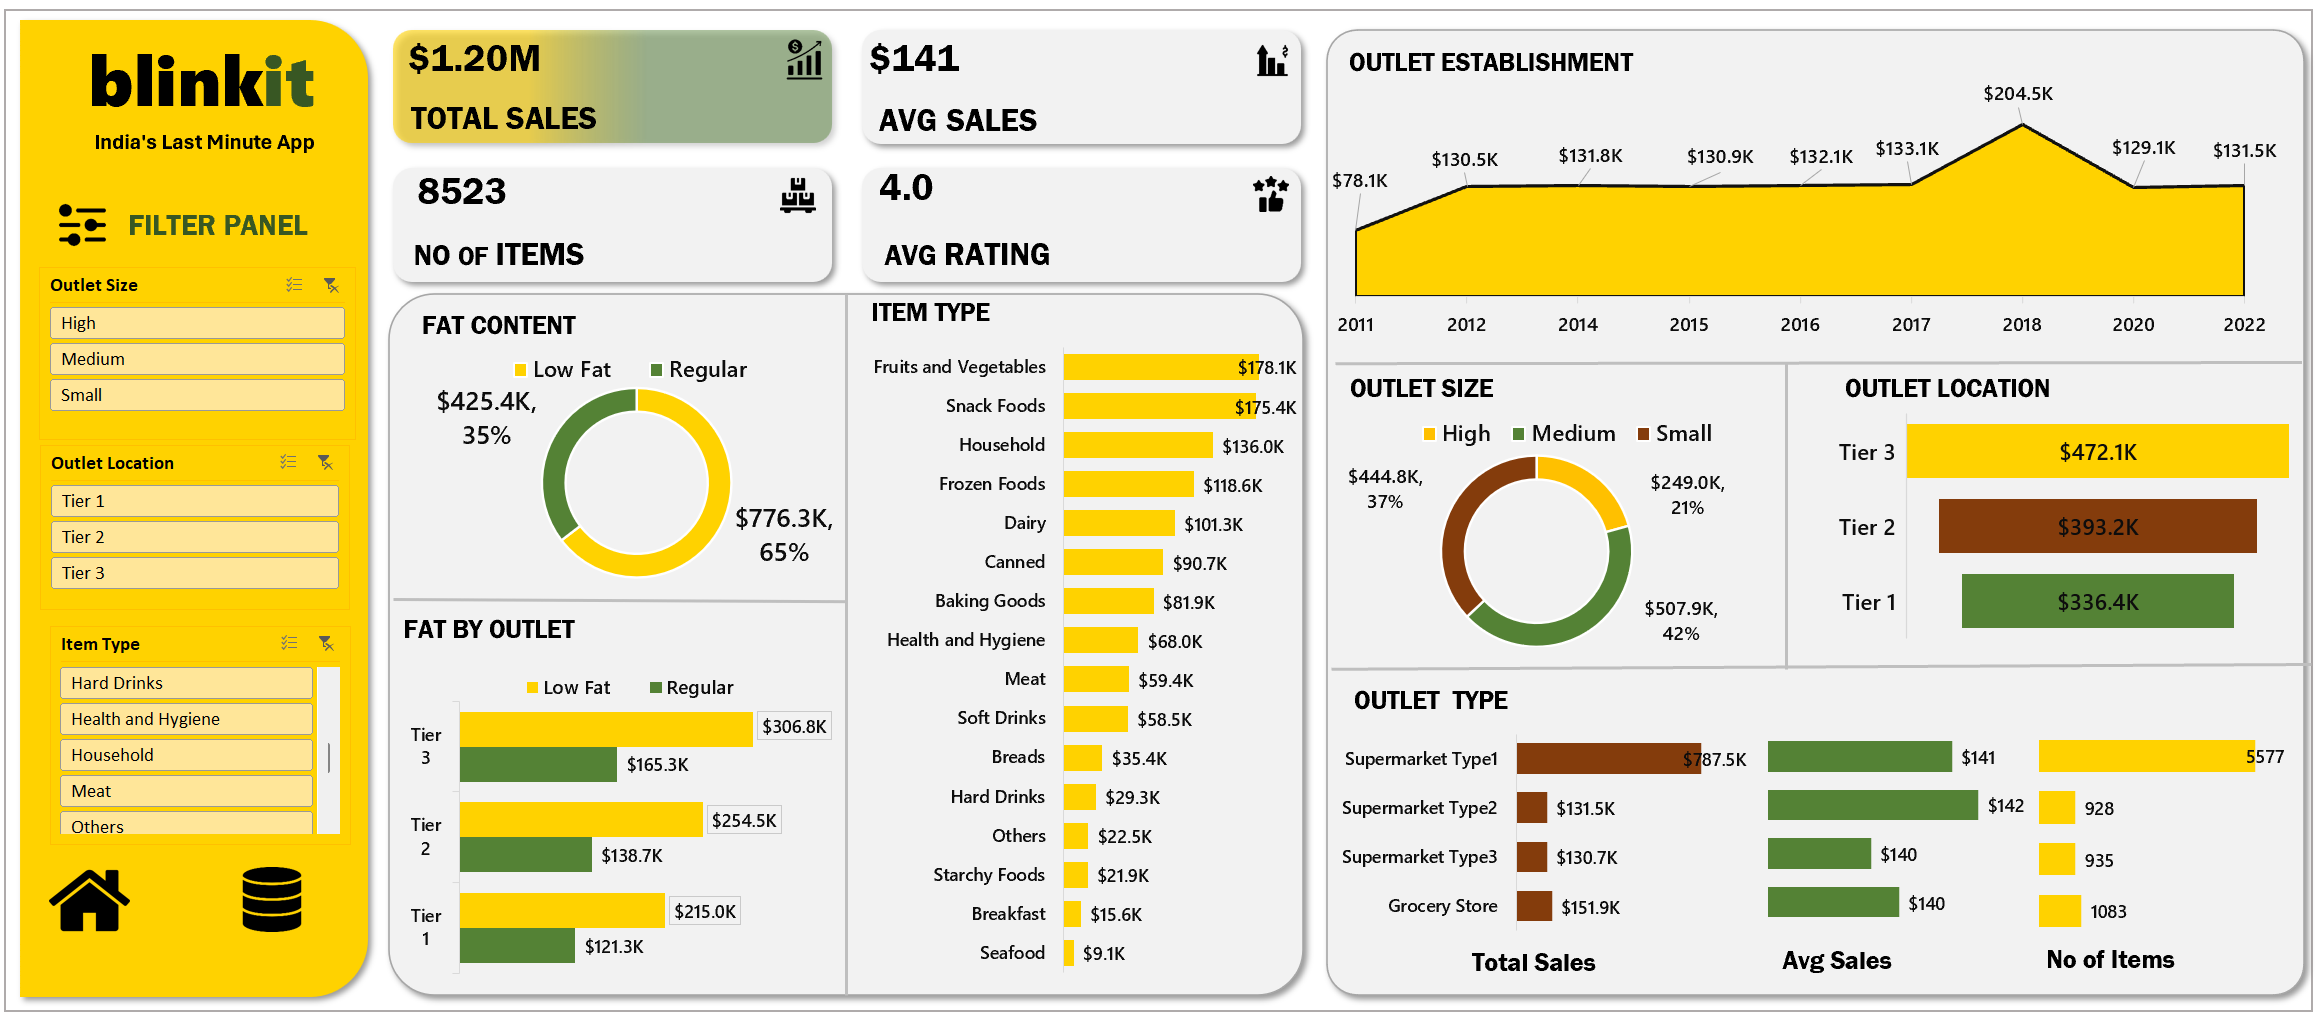 blinkit
India's Last Minute App
FILTER PANEL
Outlet Size
High
Medium
Small
Outlet Location
Tier 1
Tier 2
Tier 3
Item Type
Hard Drinks
Health and Hygiene
Household
Meat
Others
$1.20M
TOTAL SALES
$141
AVG SALES
8523
NO OF ITEMS
4.0
AVG RATING
FAT CONTENT
Low Fat
Regular
$425.4K,
35%
$776.3K,
65%
FAT BY OUTLET
Low Fat
Regular
Tier
3
$306.8K
$165.3K
Tier
2
$254.5K
$138.7K
Tier
1
$215.0K
$121.3K
ITEM TYPE
Fruits and Vegetables $178.1K
Snack Foods $175.4K
Household $136.0K
Frozen Foods $118.6K
Dairy $101.3K
Canned $90.7K
Baking Goods $81.9K
Health and Hygiene $68.0K
Meat $59.4K
Soft Drinks $58.5K
Breads $35.4K
Hard Drinks $29.3K
Others $22.5K
Starchy Foods $21.9K
Breakfast $15.6K
Seafood $9.1K
OUTLET ESTABLISHMENT
$78.1K $130.5K $131.8K $130.9K $132.1K $133.1K $204.5K $129.1K $131.5K
2011 2012 2014 2015 2016 2017 2018 2020 2022
OUTLET SIZE
High Medium Small
$444.8K,
37%
$249.0K,
21%
$507.9K,
42%
OUTLET LOCATION
Tier 3 $472.1K
Tier 2 $393.2K
Tier 1 $336.4K
OUTLET TYPE
Supermarket Type1 $787.5K $141 5577
Supermarket Type2 $131.5K $142 928
Supermarket Type3 $130.7K $140 935
Grocery Store $151.9K $140 1083
Total Sales Avg Sales No of Items